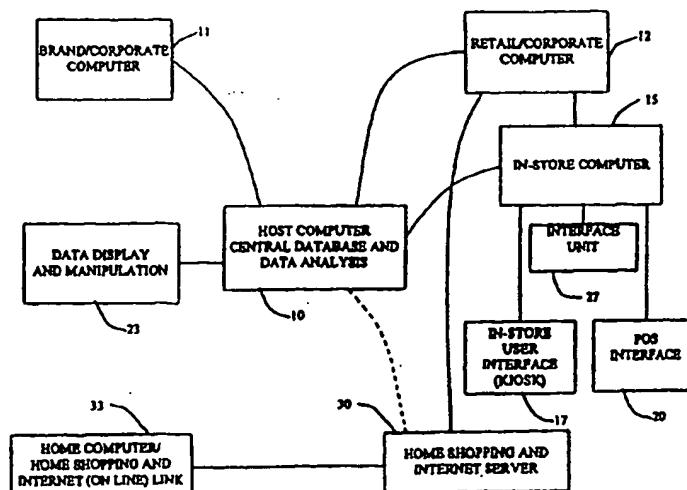 11
BRAND/CORPORATE
COMPUTER
RETAIL/CORPORATE
COMPUTER
12
15
IN-STORE COMPUTER
HOST COMPUTER
CENTRAL DATABASE AND
DATA ANALYSIS
10
DATA DISPLAY
AND MANIPULATION
23
INTERFACE
UNIT
27
IN-STORE
USER
INTERFACE
(KIOSK)
17
POS
INTERFACE
20
33
HOME COMPUTER/
HOME SHOPPING AND
INTERNET (ON LINE) LINK
30
HOME SHOPPING AND
INTERNET SERVER